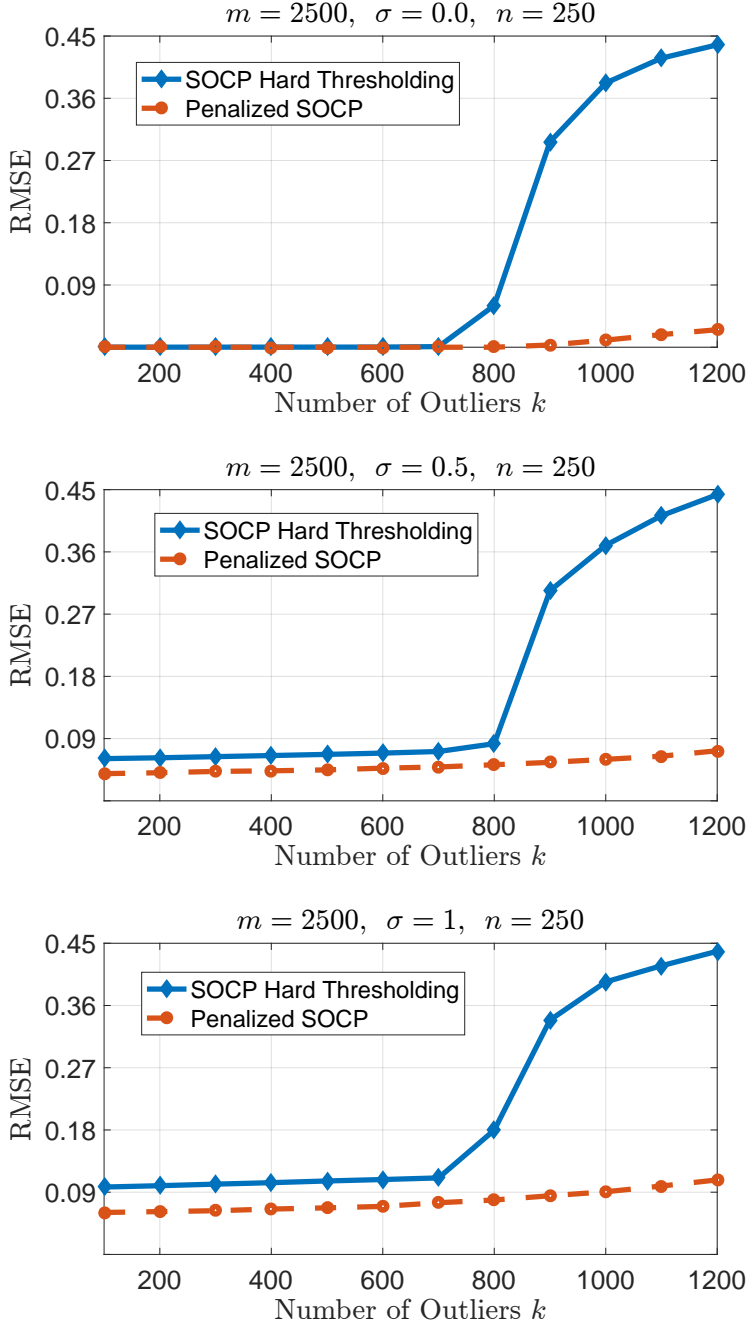 m = 2500, σ = 0.0, n = 250
0.45
0.36
0.27
0.18
0.09
RMSE
SOCP Hard Thresholding
Penalized SOCP
200 400 600 800 1000 1200
Number of Outliers k
m = 2500, σ = 0.5, n = 250
0.45
0.36
0.27
0.18
0.09
RMSE
SOCP Hard Thresholding
Penalized SOCP
200 400 600 800 1000 1200
Number of Outliers k
m = 2500, σ = 1, n = 250
0.45
0.36
0.27
0.18
0.09
RMSE
SOCP Hard Thresholding
Penalized SOCP
200 400 600 800 1000 1200
Number of Outliers k